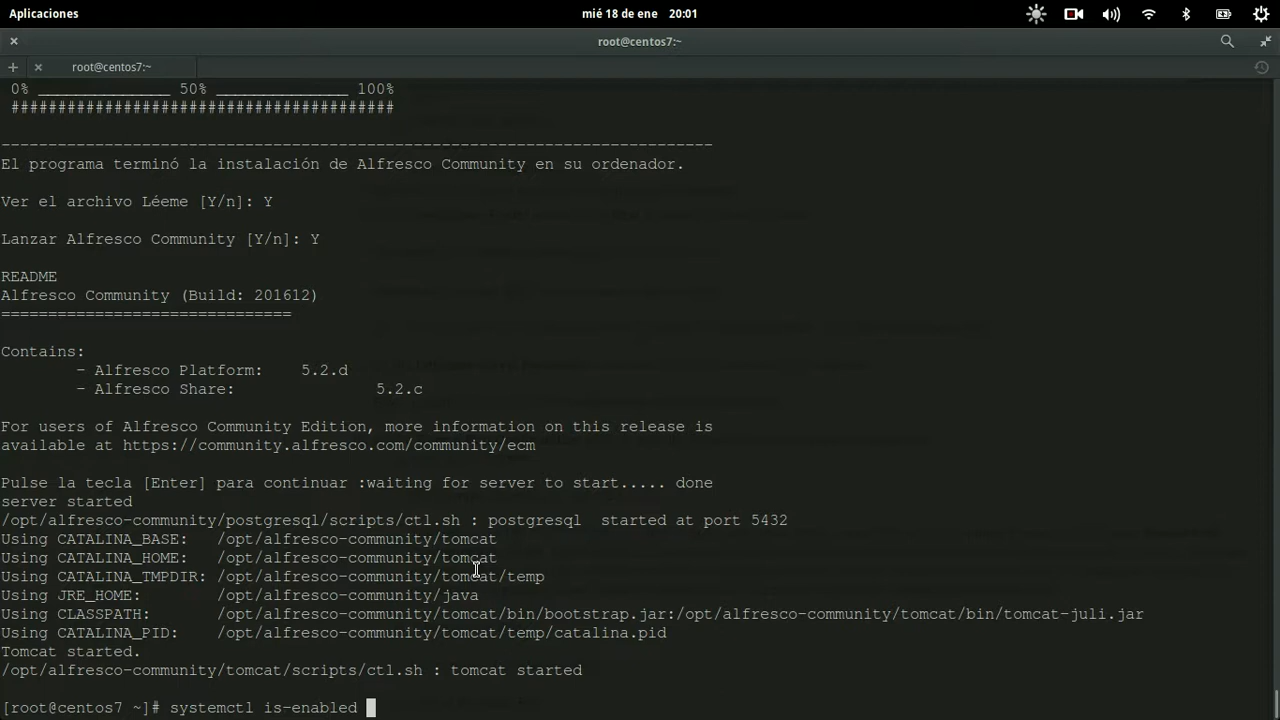 Aplicaciones
mié 18 de ene 20:01
root@centos7:~
root@centos7:~
0% ______________ 50% ______________ 100%
#########################################
----------------------------------------------------------------------------
El programa terminó la instalación de Alfresco Community en su ordenador.
Ver el archivo Léeme [Y/n]: Y
Lanzar Alfresco Community [Y/n]: Y
README
Alfresco Community (Build: 201612)
===============================
Contains:
- Alfresco Platform: 5.2.d
- Alfresco Share: 5.2.c
For users of Alfresco Community Edition, more information on this release is
available at https://community.alfresco.com/community/ecm
Pulse la tecla [Enter] para continuar :waiting for server to start..... done
server started
/opt/alfresco-community/postgresql/scripts/ctl.sh : postgresql  started at port 5432
Using CATALINA_BASE:   /opt/alfresco-community/tomcat
Using CATALINA_HOME:   /opt/alfresco-community/tomcat
Using CATALINA_TMPDIR: /opt/alfresco-community/tomcat/temp
Using JRE_HOME:        /opt/alfresco-community/java
Using CLASSPATH:       /opt/alfresco-community/tomcat/bin/bootstrap.jar:/opt/alfresco-community/tomcat/bin/tomcat-juli.jar
Using CATALINA_PID:    /opt/alfresco-community/tomcat/temp/catalina.pid
Tomcat started.
/opt/alfresco-community/tomcat/scripts/ctl.sh : tomcat started
[root@centos7 ~]# systemctl is-enabled